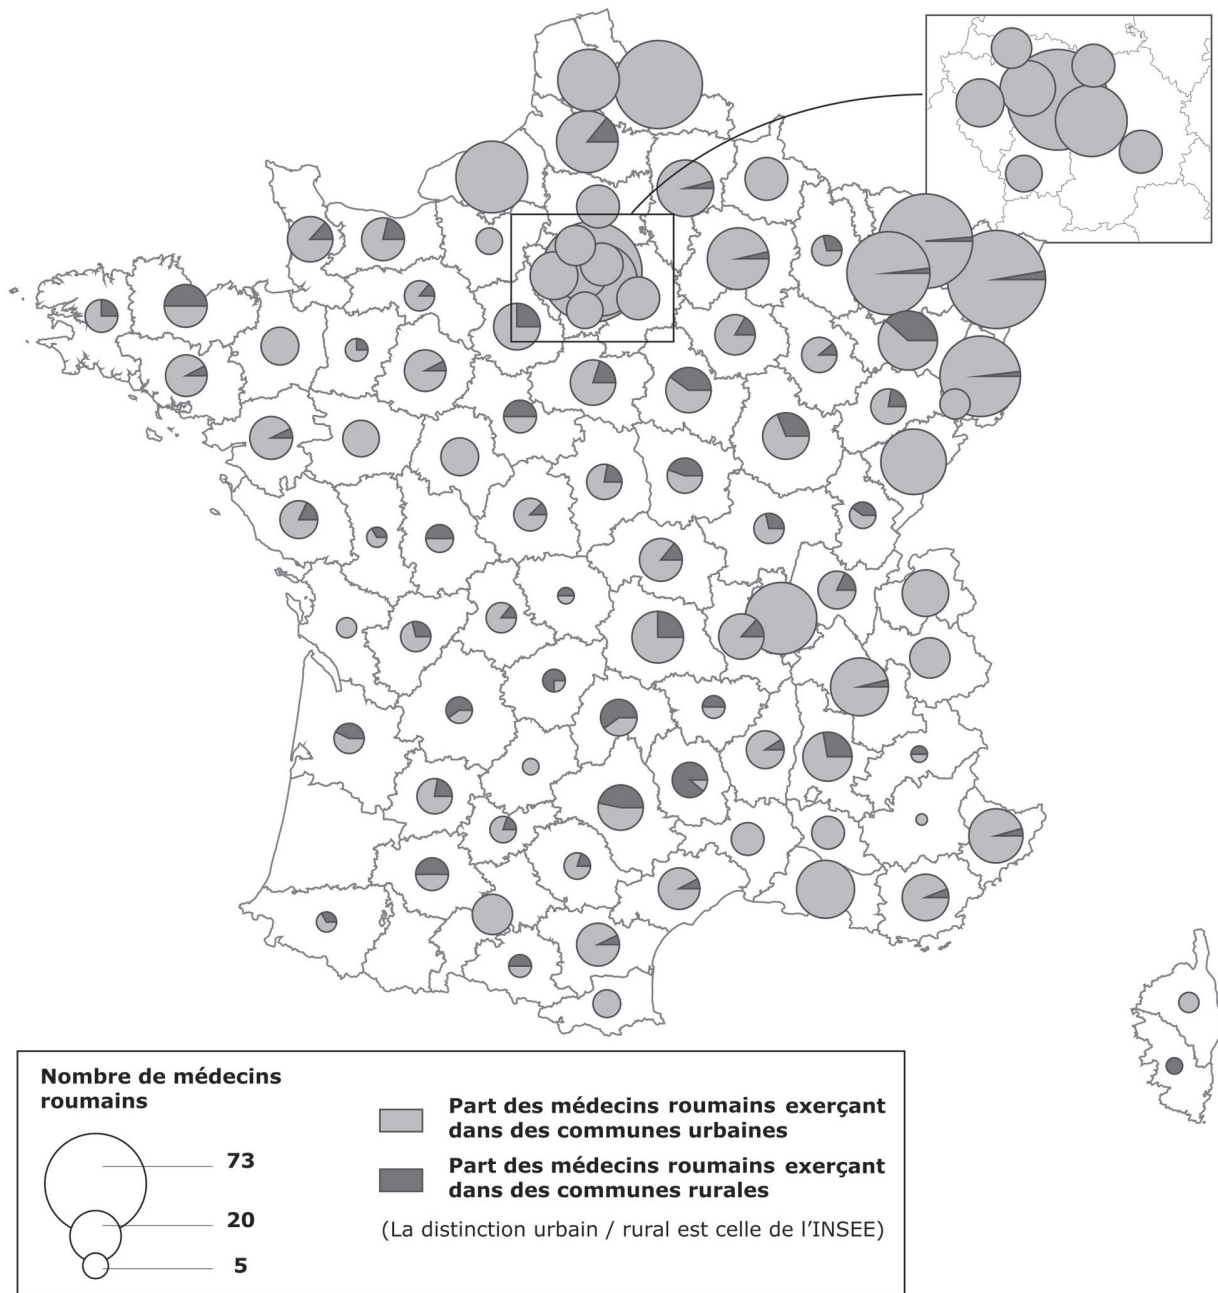 Nombre de médecins
roumains
73
20
5
Part des médecins roumains exerçant
dans des communes urbaines
Part des médecins roumains exerçant
dans des communes rurales
(La distinction urbain / rural est celle de l’INSEE)